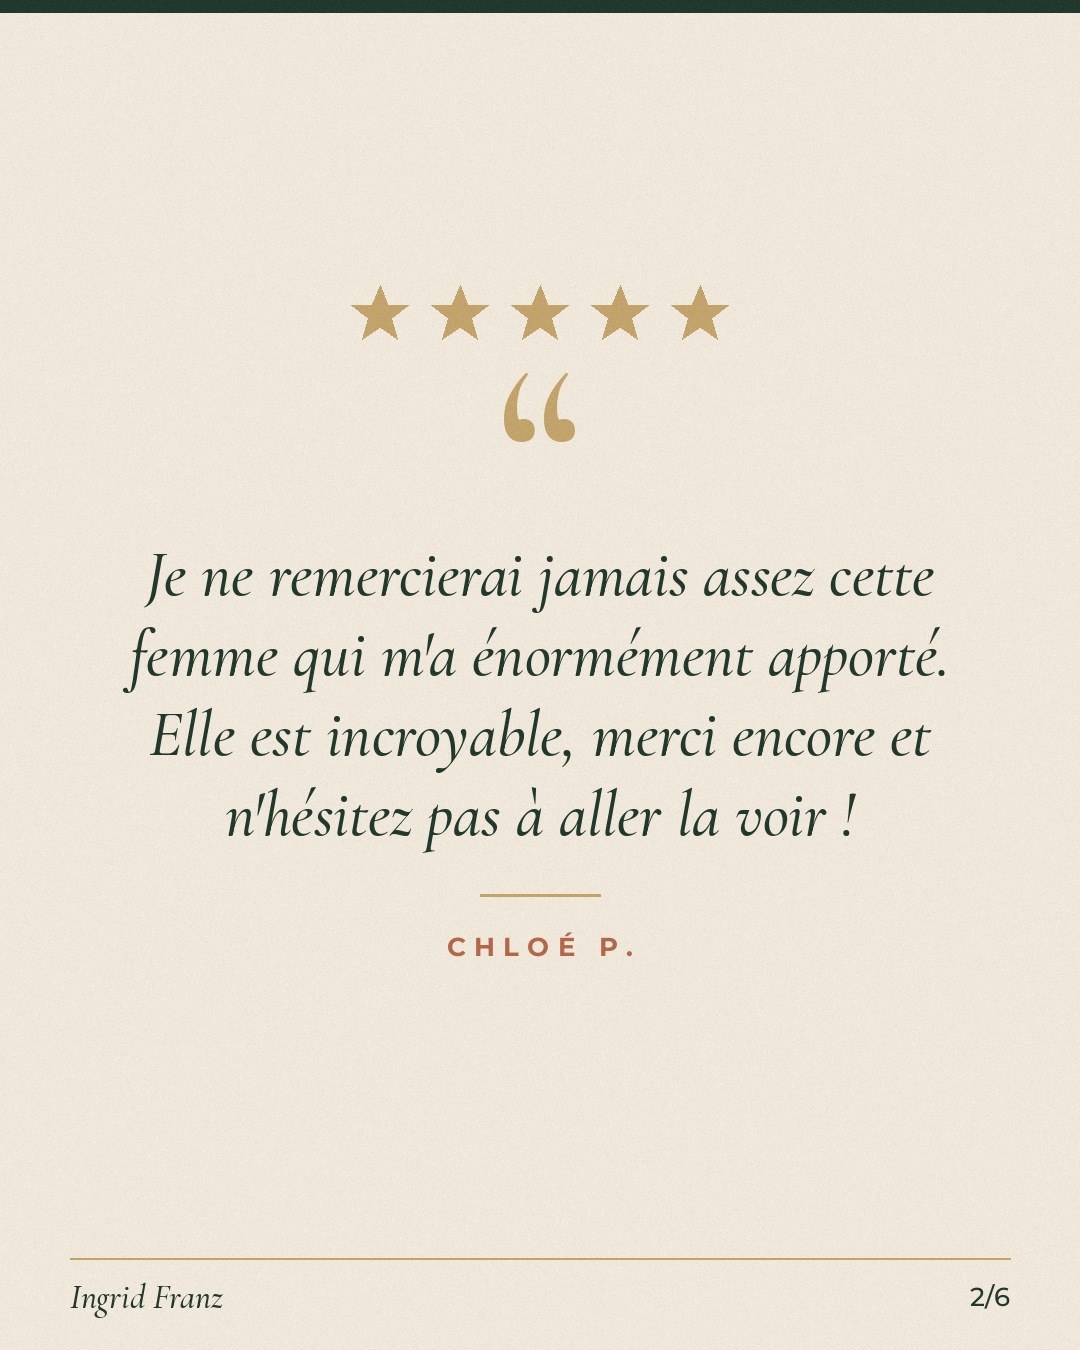 “
Je ne remercierai jamais assez cette
femme qui m'a énormément apporté.
Elle est incroyable, merci encore et
n'hésitez pas à aller la voir !
CHLOÉ P.
Ingrid Franz
2/6